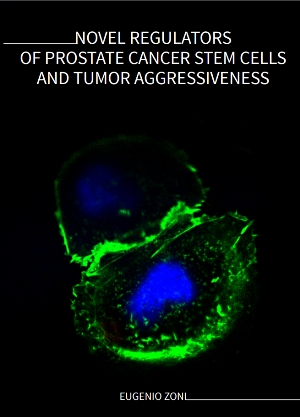 NOVEL REGULATORS
OF PROSTATE CANCER STEM CELLS
AND TUMOR AGGRESSIVENESS
EUGENIO ZONI